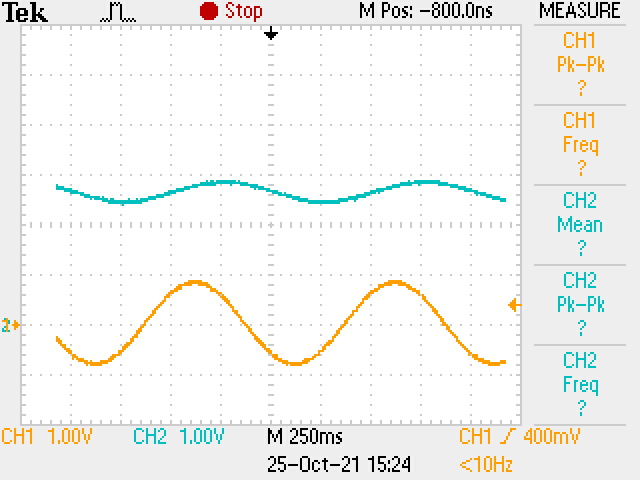 Tek Stop M Pos: -800.0ns MEASURE
CH1
Pk-Pk
?
CH1
Freq
?
CH2
Mean
?
CH2
Pk-Pk
?
CH2
Freq
?
CH1 1.00V CH2 1.00V M 250ms CH1 400mV
25-Oct-21 15:24 <10Hz